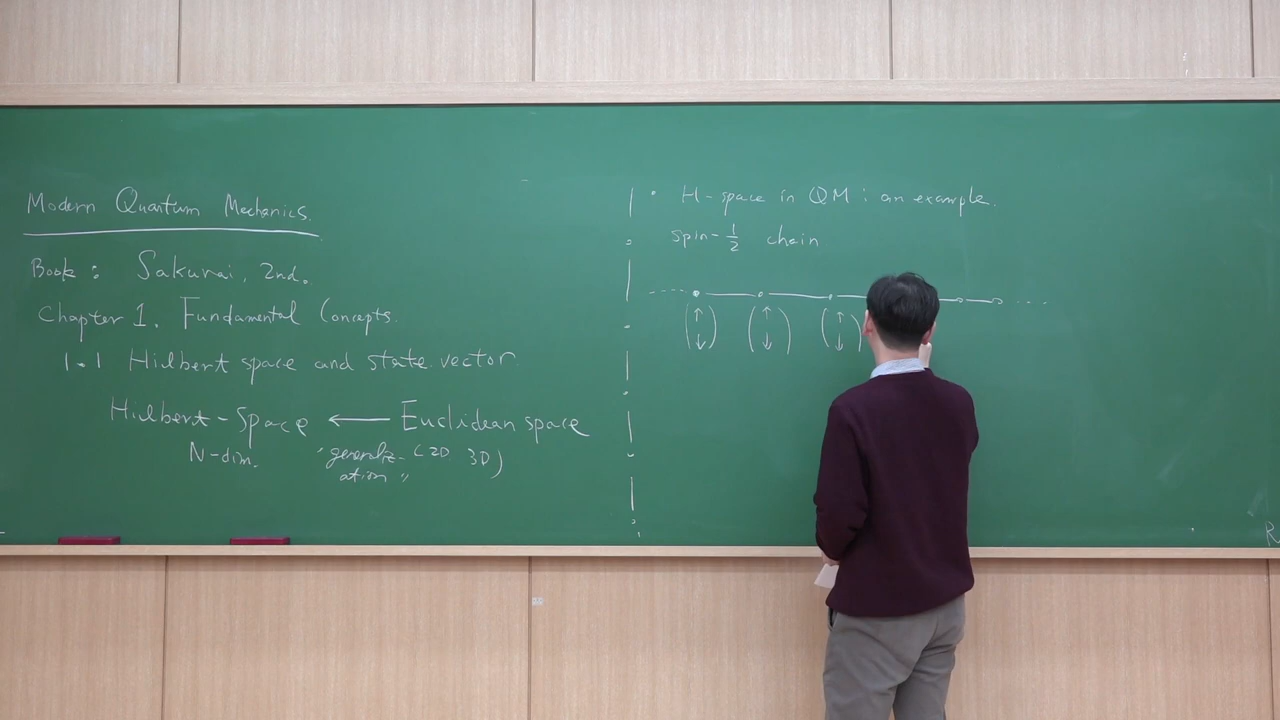 Modern Quantum Mechanics.
Book : Sakurai, 2nd.
Chapter 1. Fundamental Concepts.
1.1 Hilbert space and state vector
Hilbert-Space ← Euclidean space
N-dim. "generaliz- (2D 3D)
ation"
• H-space in QM : an example.
spin-1/2 chain
(↑↓) (↑↓) (↑↓)
R